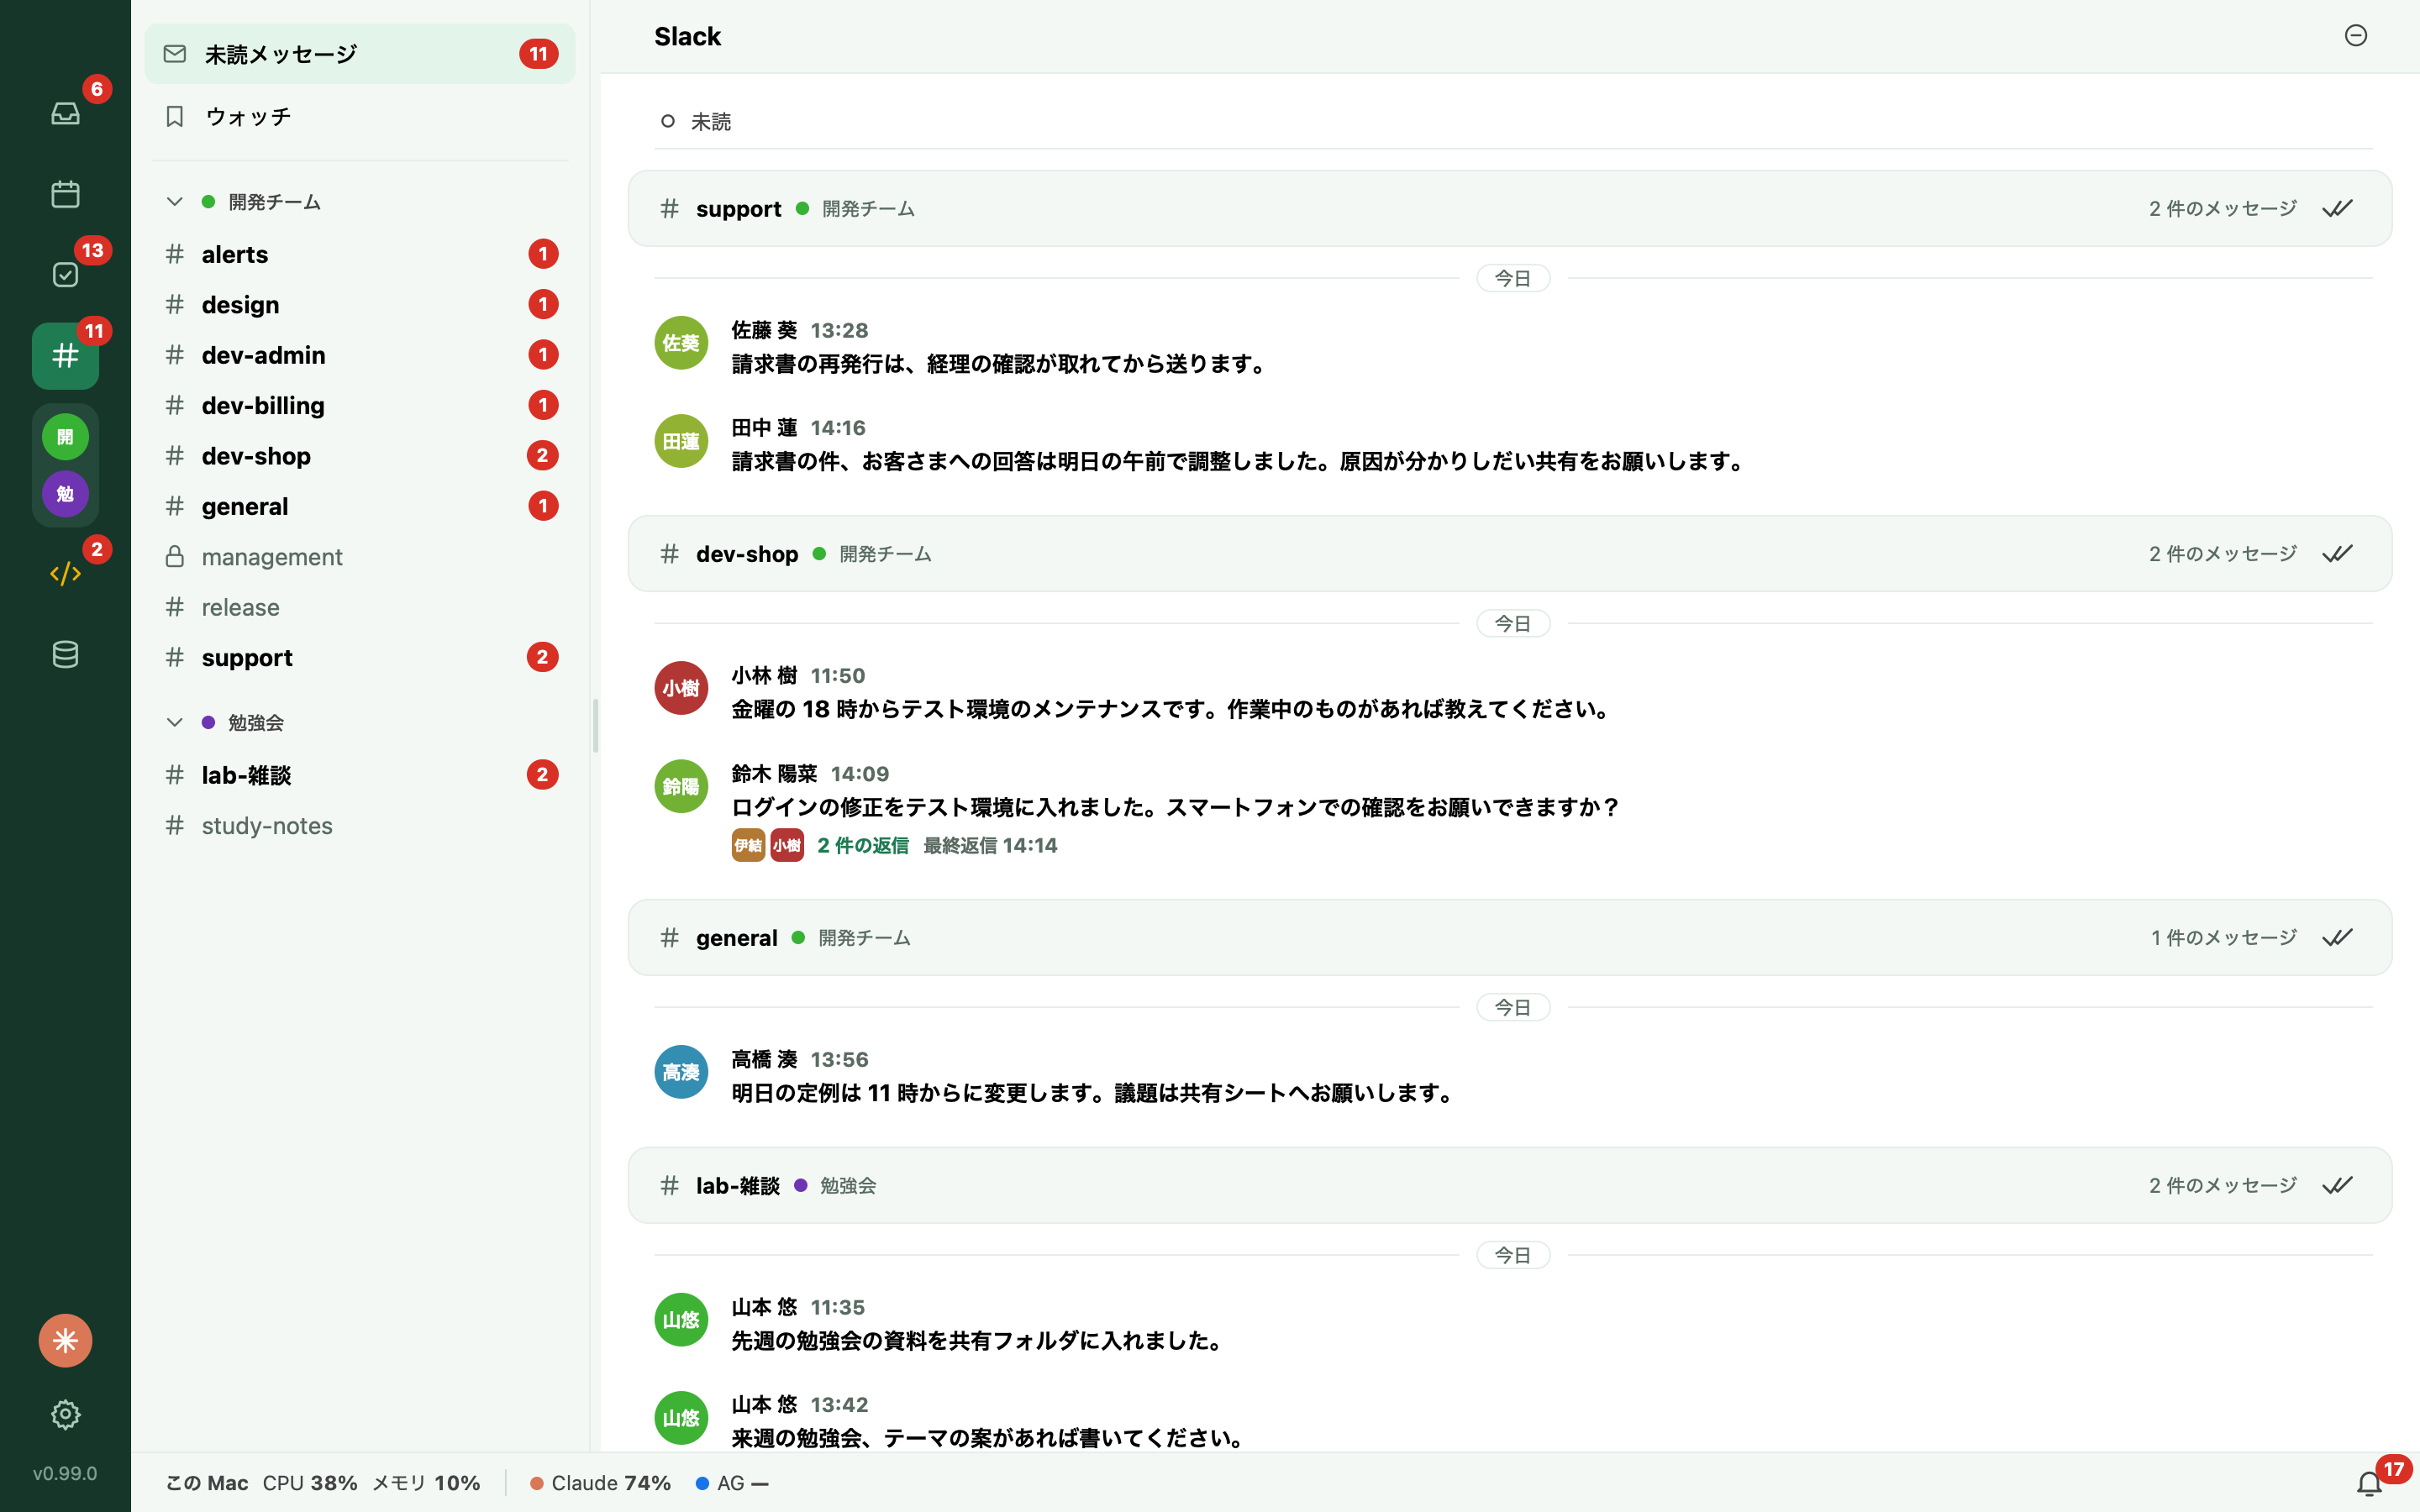 6
13
11
開
勉
2
v0.99.0
未読メッセージ 11
ウォッチ
開発チーム
# alerts 1
# design 1
# dev-admin 1
# dev-billing 1
# dev-shop 2
# general 1
management
# release
# support 2
勉強会
# lab-雑談 2
# study-notes
Slack
未読
# support 開発チーム 2 件のメッセージ
今日
佐葵 佐藤 葵 13:28
請求書の再発行は、経理の確認が取れてから送ります。
田蓮 田中 蓮 14:16
請求書の件、お客さまへの回答は明日の午前で調整しました。原因が分かりしだい共有をお願いします。
# dev-shop 開発チーム 2 件のメッセージ
今日
小樹 小林 樹 11:50
金曜の 18 時からテスト環境のメンテナンスです。作業中のものがあれば教えてください。
鈴陽 鈴木 陽菜 14:09
ログインの修正をテスト環境に入れました。スマートフォンでの確認をお願いできますか？
伊結 小樹 2 件の返信 最終返信 14:14
# general 開発チーム 1 件のメッセージ
今日
高湊 高橋 湊 13:56
明日の定例は 11 時からに変更します。議題は共有シートへお願いします。
# lab-雑談 勉強会 2 件のメッセージ
今日
山悠 山本 悠 11:35
先週の勉強会の資料を共有フォルダに入れました。
山悠 山本 悠 13:42
来週の勉強会、テーマの案があれば書いてください。
この Mac CPU 38% メモリ 10% Claude 74% AG — 17